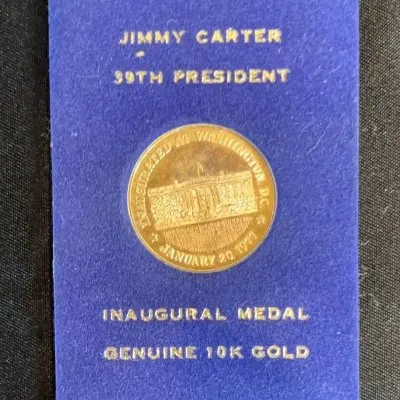 JIMMY CARTER
39TH PRESIDENT
INAUGURATED AT WASHINGTON D.C.
★ JANUARY 20, 1977 ★
INAUGURAL MEDAL
GENUINE 10K GOLD